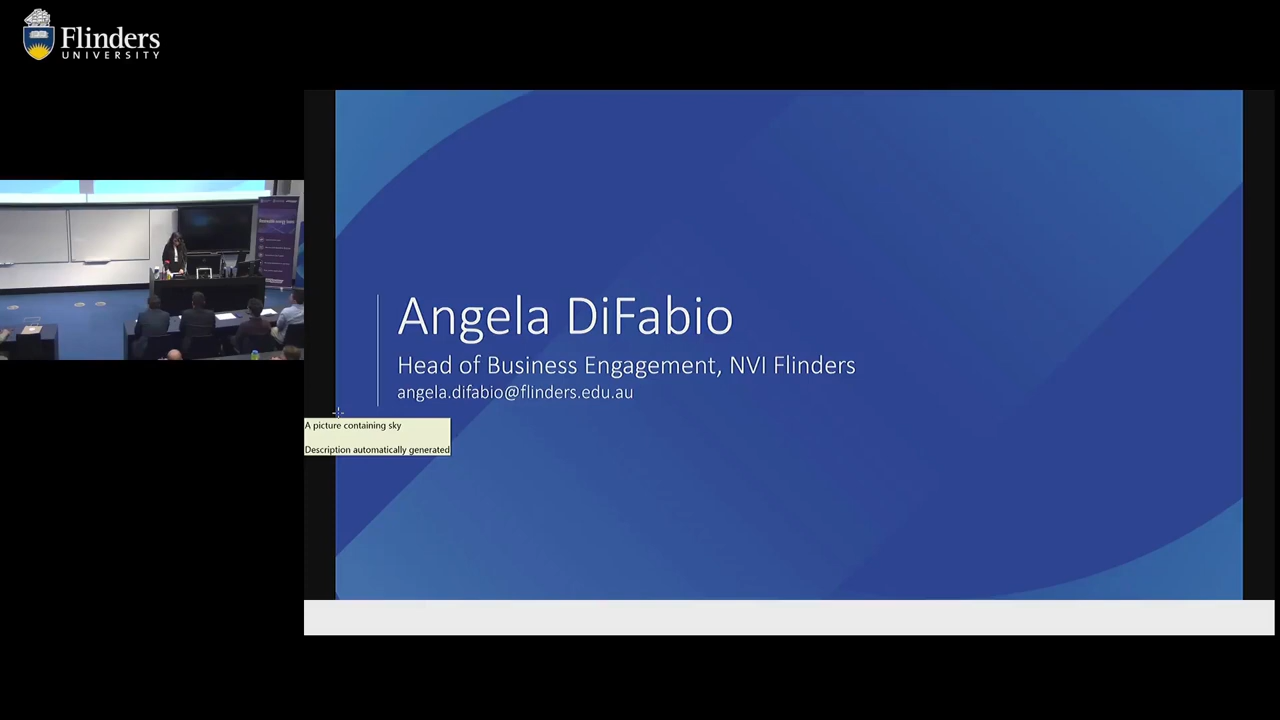 Flinders
UNIVERSITY
Angela DiFabio
Head of Business Engagement, NVI Flinders
angela.difabio@flinders.edu.au
A picture containing sky
Description automatically generated